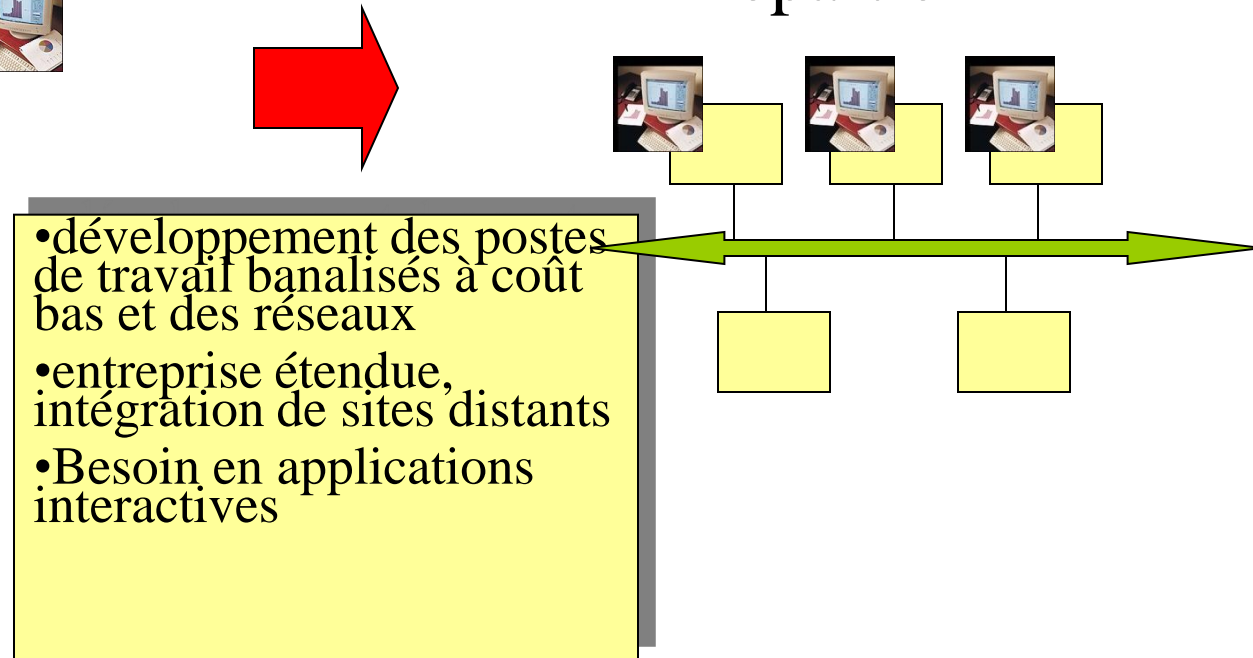 •développement des postes
de travail banalisés à coût
bas et des réseaux
•entreprise étendue,
intégration de sites distants
•Besoin en applications
interactives